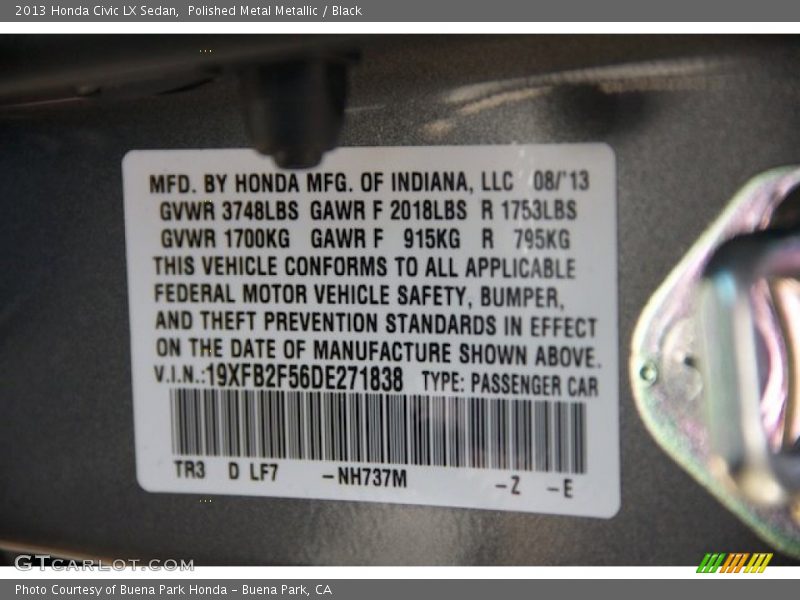 2013 Honda Civic LX Sedan,  Polished Metal Metallic / Black
MFD. BY HONDA MFG. OF INDIANA, LLC 08/'13
GVWR 3748LBS GAWR F 2018LBS R 1753LBS
GVWR 1700KG GAWR F 915KG R 795KG
THIS VEHICLE CONFORMS TO ALL APPLICABLE
FEDERAL MOTOR VEHICLE SAFETY, BUMPER,
AND THEFT PREVENTION STANDARDS IN EFFECT
ON THE DATE OF MANUFACTURE SHOWN ABOVE.
V.I.N.:19XFB2F56DE271838 TYPE: PASSENGER CAR
TR3 D LF7 –NH737M –Z –E
GTCARLOT.COM
Photo Courtesy of Buena Park Honda – Buena Park, CA